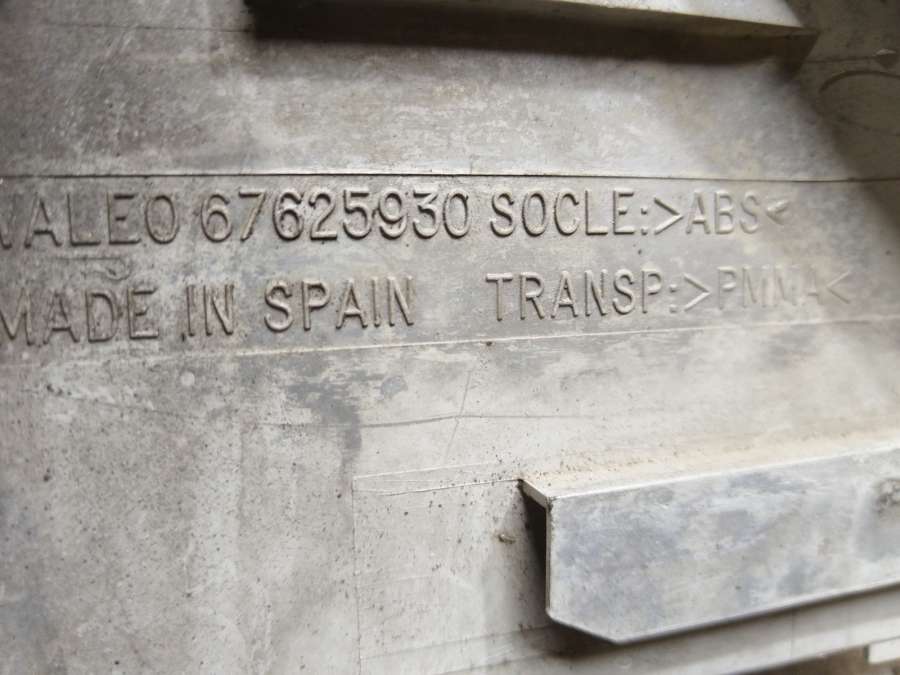 VALEO 67625930 SOCLE:>ABS<
MADE IN SPAIN TRANSP:>PMMA<